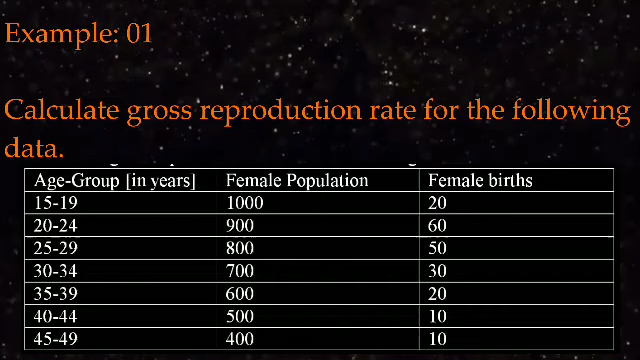 Example: 01
Calculate gross reproduction rate for the following
data.
Age-Group [in years] Female Population Female births
15-19 1000 20
20-24 900 60
25-29 800 50
30-34 700 30
35-39 600 20
40-44 500 10
45-49 400 10